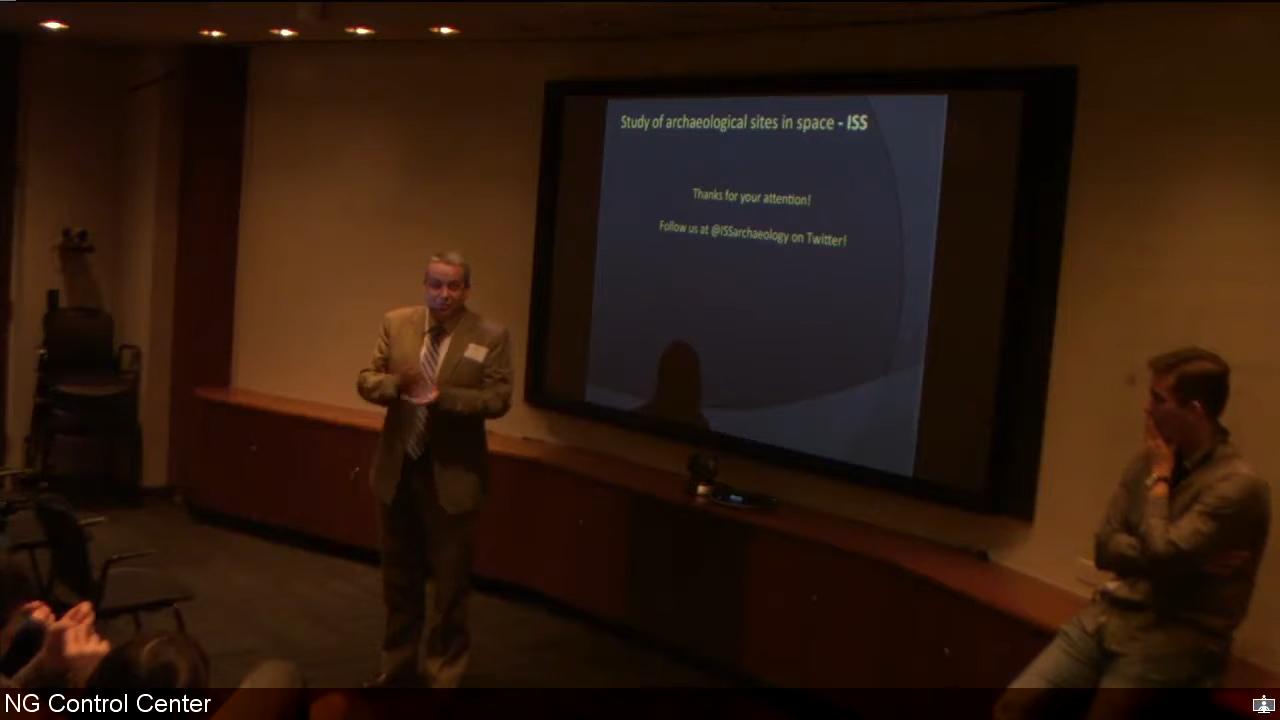 Study of archaeological sites in space - ISS
Thanks for your attention!
Follow us at @ISSarchaeology on Twitter!
NG Control Center